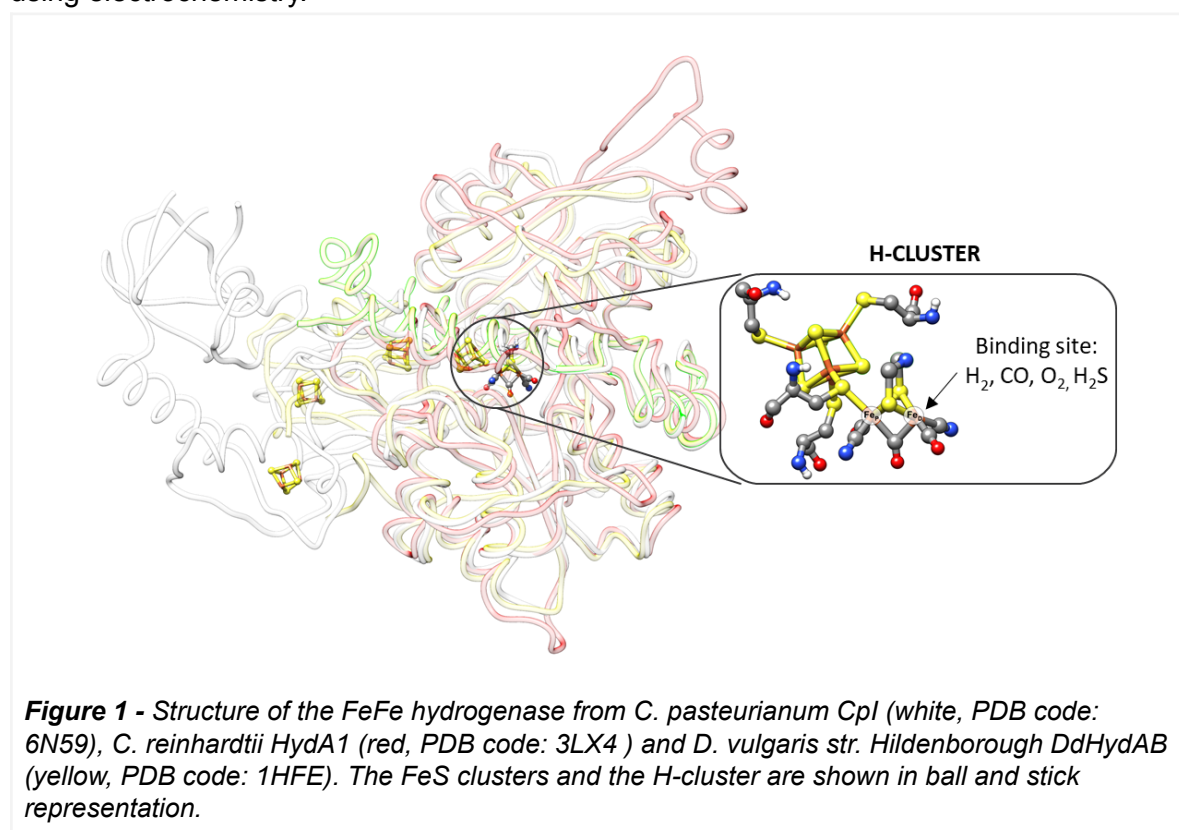 using electrochemistry.
H-CLUSTER
Binding site:
H₂, CO, O₂, H₂S
Feₚ Fe_D
Figure 1 - Structure of the FeFe hydrogenase from C. pasteurianum CpI (white, PDB code:
6N59), C. reinhardtii HydA1 (red, PDB code: 3LX4 ) and D. vulgaris str. Hildenborough DdHydAB
(yellow, PDB code: 1HFE). The FeS clusters and the H-cluster are shown in ball and stick
representation.